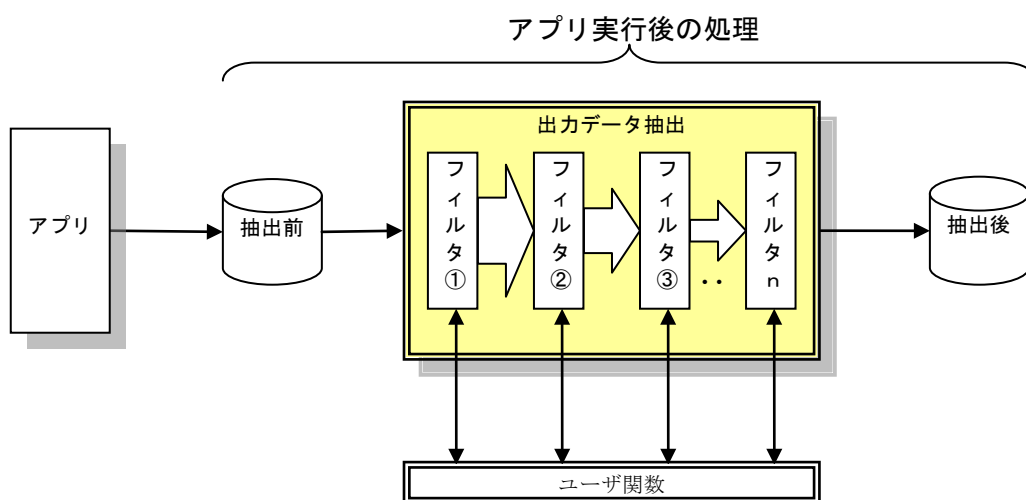 アプリ実行後の処理
出力データ抽出
アプリ
抽出前
フィルタ①
フィルタ②
フィルタ③
・・
フィルタｎ
抽出後
ユーザ関数